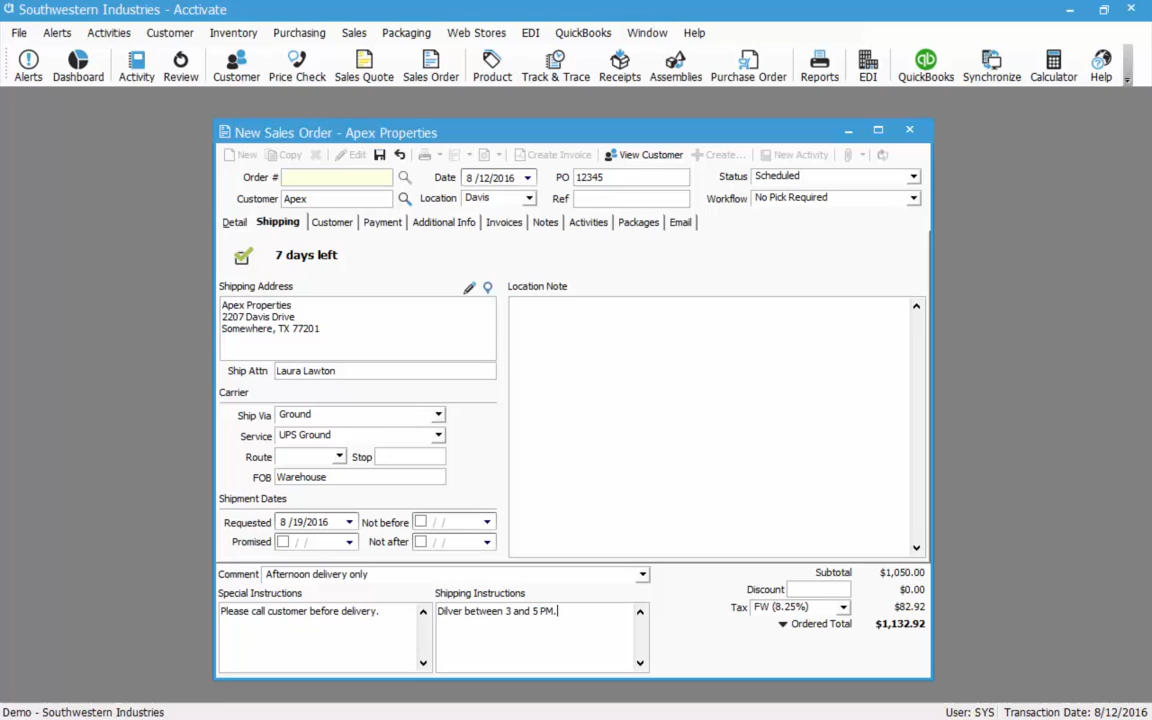 Southwestern Industries - Acctivate
File Alerts Activities Customer Inventory Purchasing Sales Packaging Web Stores EDI QuickBooks Window Help
Alerts Dashboard Activity Review Customer Price Check Sales Quote Sales Order Product Track & Trace Receipts Assemblies Purchase Order Reports EDI QuickBooks Synchronize Calculator Help
New Sales Order - Apex Properties
New Copy Edit Create Invoice View Customer Create... New Activity
Order # Date 8 /12/2016 PO 12345 Status Scheduled
Customer Apex Location Davis Ref Workflow No Pick Required
Detail Shipping Customer Payment Additional Info Invoices Notes Activities Packages Email
7 days left
Shipping Address Location Note
Apex Properties
2207 Davis Drive
Somewhere, TX 77201
Ship Attn Laura Lawton
Carrier
Ship Via Ground
Service UPS Ground
Route Stop
FOB Warehouse
Shipment Dates
Requested 8 /19/2016 Not before / /
Promised / / Not after / /
Comment Afternoon delivery only Subtotal $1,050.00
Special Instructions Shipping Instructions Discount $0.00
Please call customer before delivery. Dilver between 3 and 5 PM. Tax FW (8.25%) $82.92
Ordered Total $1,132.92
Demo - Southwestern Industries User: SYS Transaction Date: 8/12/2016